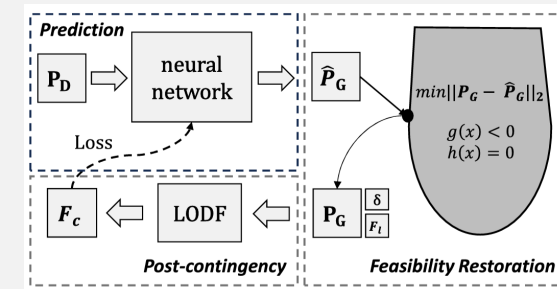 Prediction
P_D
neural
network
P̂_G
min||P_G − P̂_G||₂
g(x) < 0
h(x) = 0
Loss
F_c
LODF
P_G
δ
F_l
Post-contingency
Feasibility Restoration